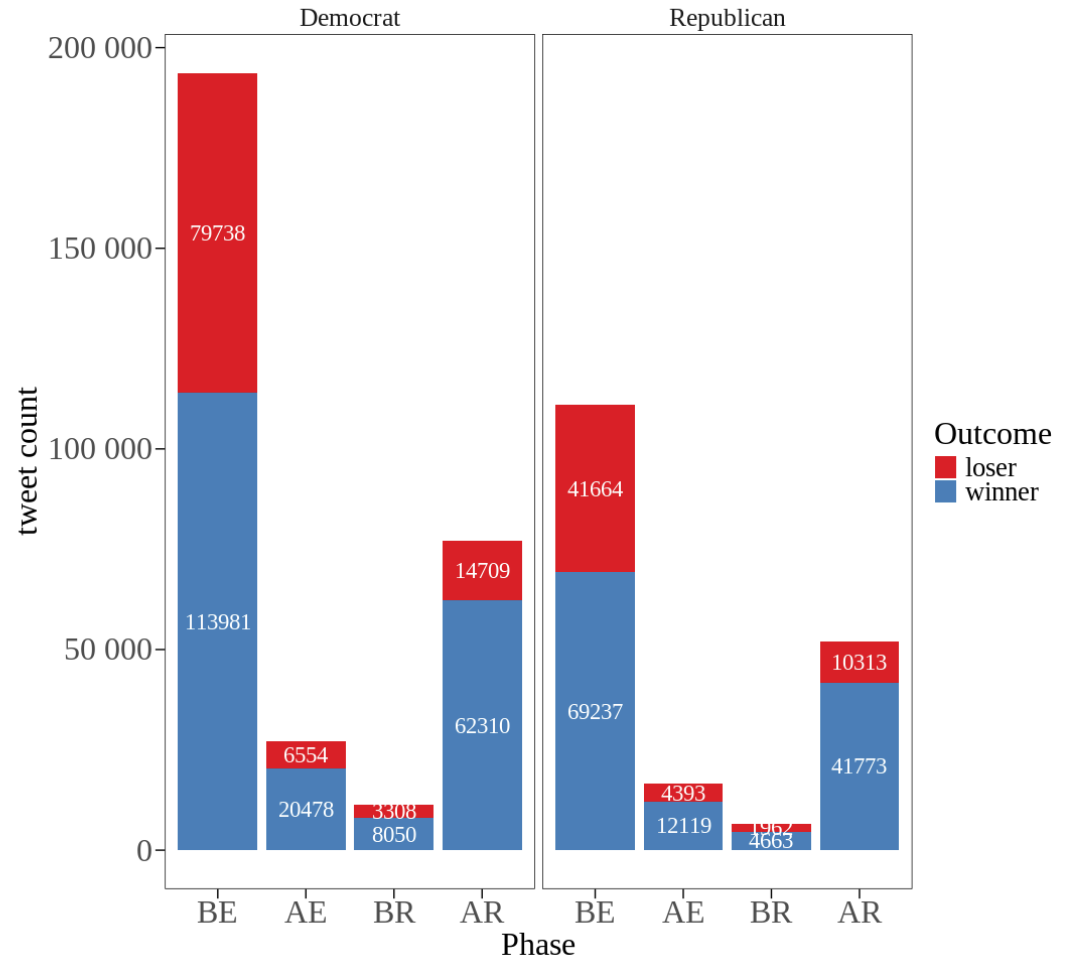 Democrat
Republican
200 000
150 000
100 000
50 000
0
tweet count
79738
113981
6554
20478
3308
8050
14709
62310
41664
69237
4393
12119
1962
4663
10313
41773
BE AE BR AR
BE AE BR AR
Phase
Outcome
loser
winner